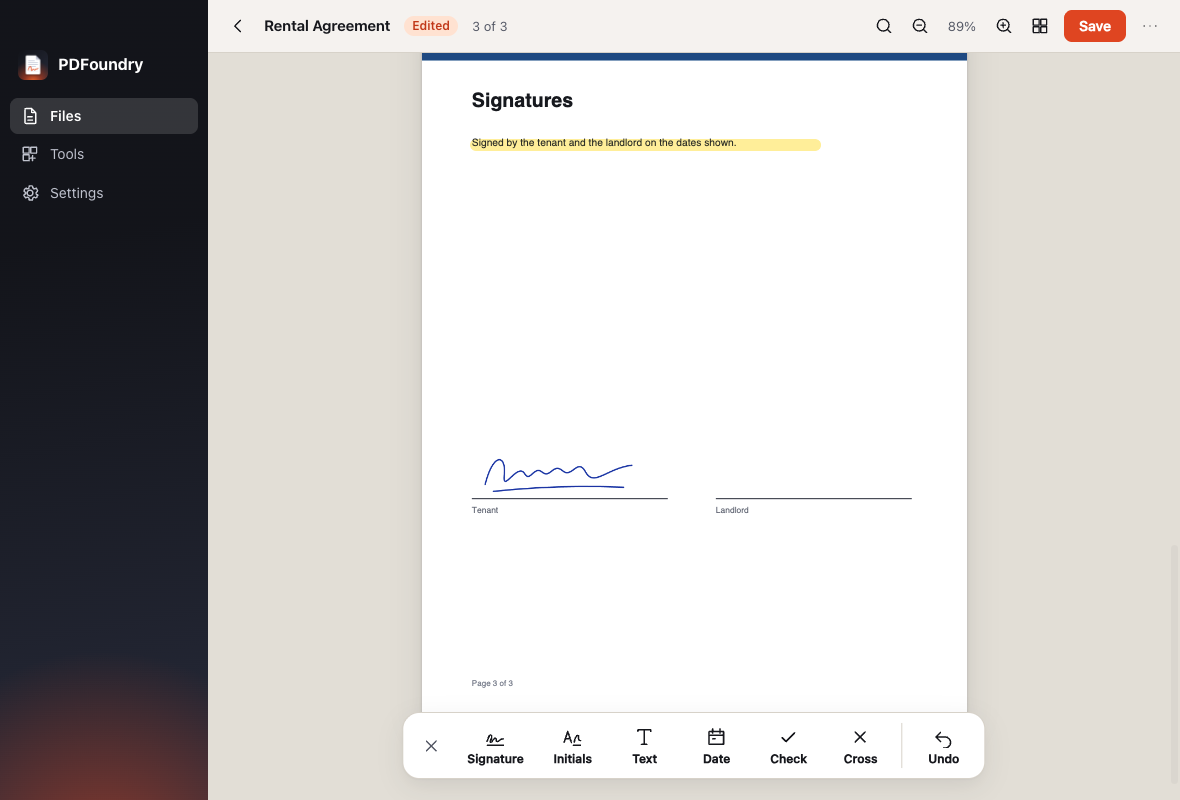 Rental Agreement Edited 3 of 3 89% Save
PDFoundry
Files
Tools
Settings
Signatures
Signed by the tenant and the landlord on the dates shown.
Tenant Landlord
Page 3 of 3
Signature Initials Text Date Check Cross Undo